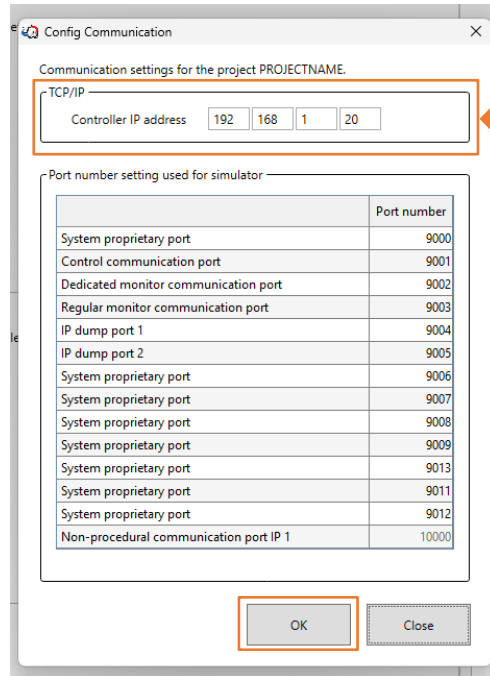 Config Communication
Communication settings for the project PROJECTNAME.
TCP/IP
Controller IP address 192 168 1 20
Port number setting used for simulator
Port number
System proprietary port 9000
Control communication port 9001
Dedicated monitor communication port 9002
Regular monitor communication port 9003
IP dump port 1 9004
IP dump port 2 9005
System proprietary port 9006
System proprietary port 9007
System proprietary port 9008
System proprietary port 9009
System proprietary port 9013
System proprietary port 9011
System proprietary port 9012
Non-procedural communication port IP 1 10000
OK Close